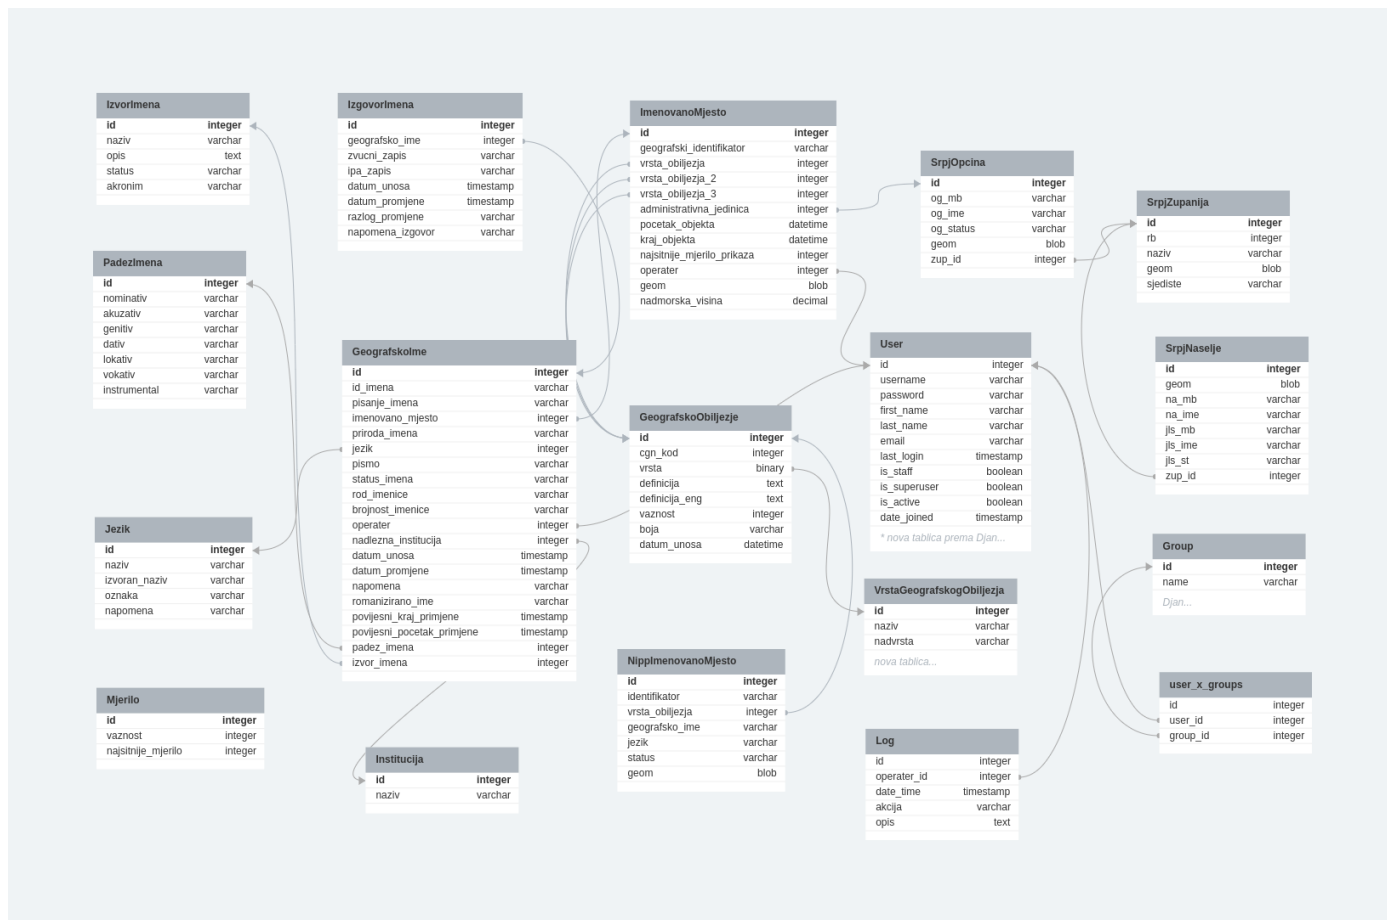 IzvorImena
id integer
naziv varchar
opis text
status varchar
akronim varchar
IzgovorImena
id integer
geografsko_ime integer
zvucni_zapis varchar
ipa_zapis varchar
datum_unosa timestamp
datum_promjene timestamp
razlog_promjene varchar
napomena_izgovor varchar
ImenovanoMjesto
id integer
geografski_identifikator varchar
vrsta_obiljezja integer
vrsta_obiljezja_2 integer
vrsta_obiljezja_3 integer
administrativna_jedinica integer
pocetak_objekta datetime
kraj_objekta datetime
najsitnije_mjerilo_prikaza integer
operater integer
geom blob
nadmorska_visina decimal
SrpjOpcina
id integer
og_mb varchar
og_ime varchar
og_status varchar
geom blob
zup_id integer
SrpjZupanija
id integer
rb integer
naziv varchar
geom blob
sjediste varchar
PadezImena
id integer
nominativ varchar
akuzativ varchar
genitiv varchar
dativ varchar
lokativ varchar
vokativ varchar
instrumental varchar
GeografskoIme
id integer
id_imena varchar
pisanje_imena varchar
imenovano_mjesto integer
priroda_imena varchar
jezik integer
pismo varchar
status_imena varchar
rod_imenice varchar
brojnost_imenice varchar
operater integer
nadlezna_institucija integer
datum_unosa timestamp
datum_promjene timestamp
napomena varchar
romanizirano_ime varchar
povijesni_kraj_primjene timestamp
povijesni_pocetak_primjene timestamp
padez_imena integer
izvor_imena integer
GeografskoObiljezje
id integer
cgn_kod integer
vrsta binary
definicija text
definicija_eng text
vaznost integer
boja varchar
datum_unosa datetime
User
id integer
username varchar
password varchar
first_name varchar
last_name varchar
email varchar
last_login timestamp
is_staff boolean
is_superuser boolean
is_active boolean
date_joined timestamp
* nova tablica prema Djan...
SrpjNaselje
id integer
geom blob
na_mb varchar
na_ime varchar
jls_mb varchar
jls_ime varchar
jls_st varchar
zup_id integer
Jezik
id integer
naziv varchar
izvoran_naziv varchar
oznaka varchar
napomena varchar
Group
id integer
name varchar
Djan...
VrstaGeografskogObiljezja
id integer
naziv varchar
nadvrsta varchar
nova tablica...
NippImenovanoMjesto
id integer
identifikator varchar
vrsta_obiljezja integer
geografsko_ime varchar
jezik varchar
status varchar
geom blob
user_x_groups
id integer
user_id integer
group_id integer
Mjerilo
id integer
vaznost integer
najsitnije_mjerilo integer
Institucija
id integer
naziv varchar
Log
id integer
operater_id integer
date_time timestamp
akcija varchar
opis text